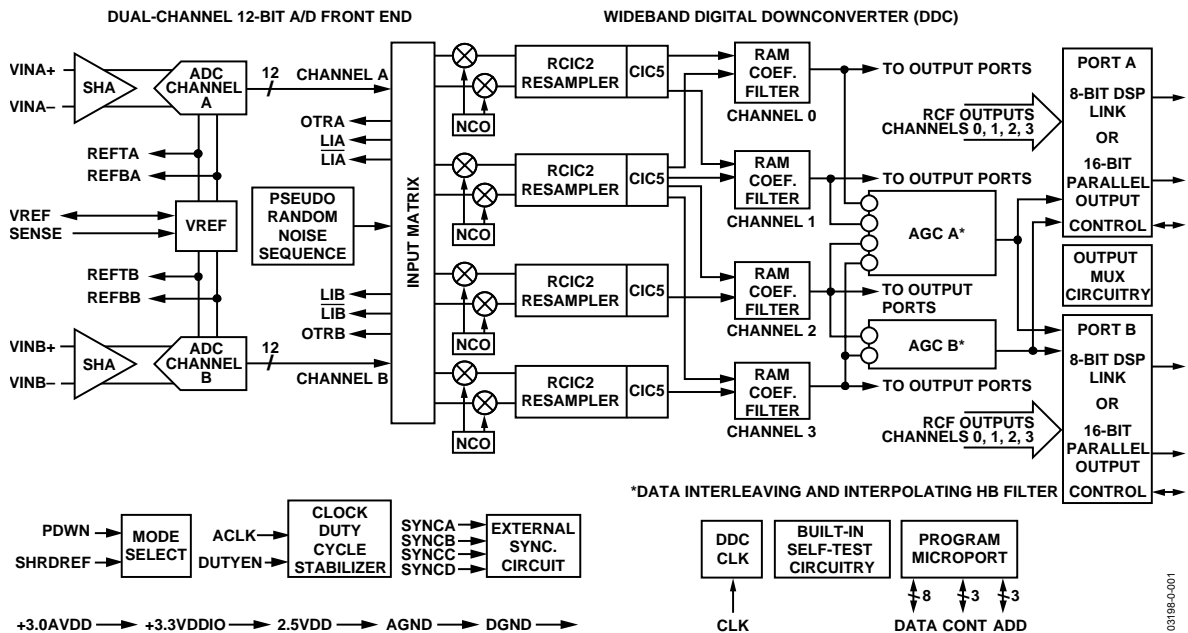 DUAL-CHANNEL 12-BIT A/D FRONT END
WIDEBAND DIGITAL DOWNCONVERTER (DDC)
VINA+
VINA–
SHA
ADC
CHANNEL
A
12
CHANNEL A
OTRA
LIA
LIA
REFTA
REFBA
VREF
SENSE
VREF
PSEUDO
RANDOM
NOISE
SEQUENCE
REFTB
REFBB
LIB
LIB
OTRB
VINB+
VINB–
SHA
ADC
CHANNEL
B
12
CHANNEL B
INPUT MATRIX
NCO
RCIC2
RESAMPLER
CIC5
RAM
COEF.
FILTER
CHANNEL 0
TO OUTPUT PORTS
NCO
RCIC2
RESAMPLER
CIC5
RAM
COEF.
FILTER
CHANNEL 1
TO OUTPUT PORTS
NCO
RCIC2
RESAMPLER
CIC5
RAM
COEF.
FILTER
CHANNEL 2
TO OUTPUT
PORTS
NCO
RCIC2
RESAMPLER
CIC5
RAM
COEF.
FILTER
CHANNEL 3
TO OUTPUT PORTS
AGC A*
AGC B*
RCF OUTPUTS
CHANNELS 0, 1, 2, 3
PORT A
8-BIT DSP
LINK
OR
16-BIT
PARALLEL
OUTPUT
CONTROL
OUTPUT
MUX
CIRCUITRY
RCF OUTPUTS
CHANNELS 0, 1, 2, 3
PORT B
8-BIT DSP
LINK
OR
16-BIT
PARALLEL
OUTPUT
CONTROL
*DATA INTERLEAVING AND INTERPOLATING HB FILTER
PDWN
SHRDREF
MODE
SELECT
ACLK
DUTYEN
CLOCK
DUTY
CYCLE
STABILIZER
SYNCA
SYNCB
SYNCC
SYNCD
EXTERNAL
SYNC.
CIRCUIT
DDC
CLK
CLK
BUILT-IN
SELF-TEST
CIRCUITRY
PROGRAM
MICROPORT
8 3 3
DATA CONT ADD
+3.0AVDD +3.3VDDIO 2.5VDD AGND DGND
03198-0-001